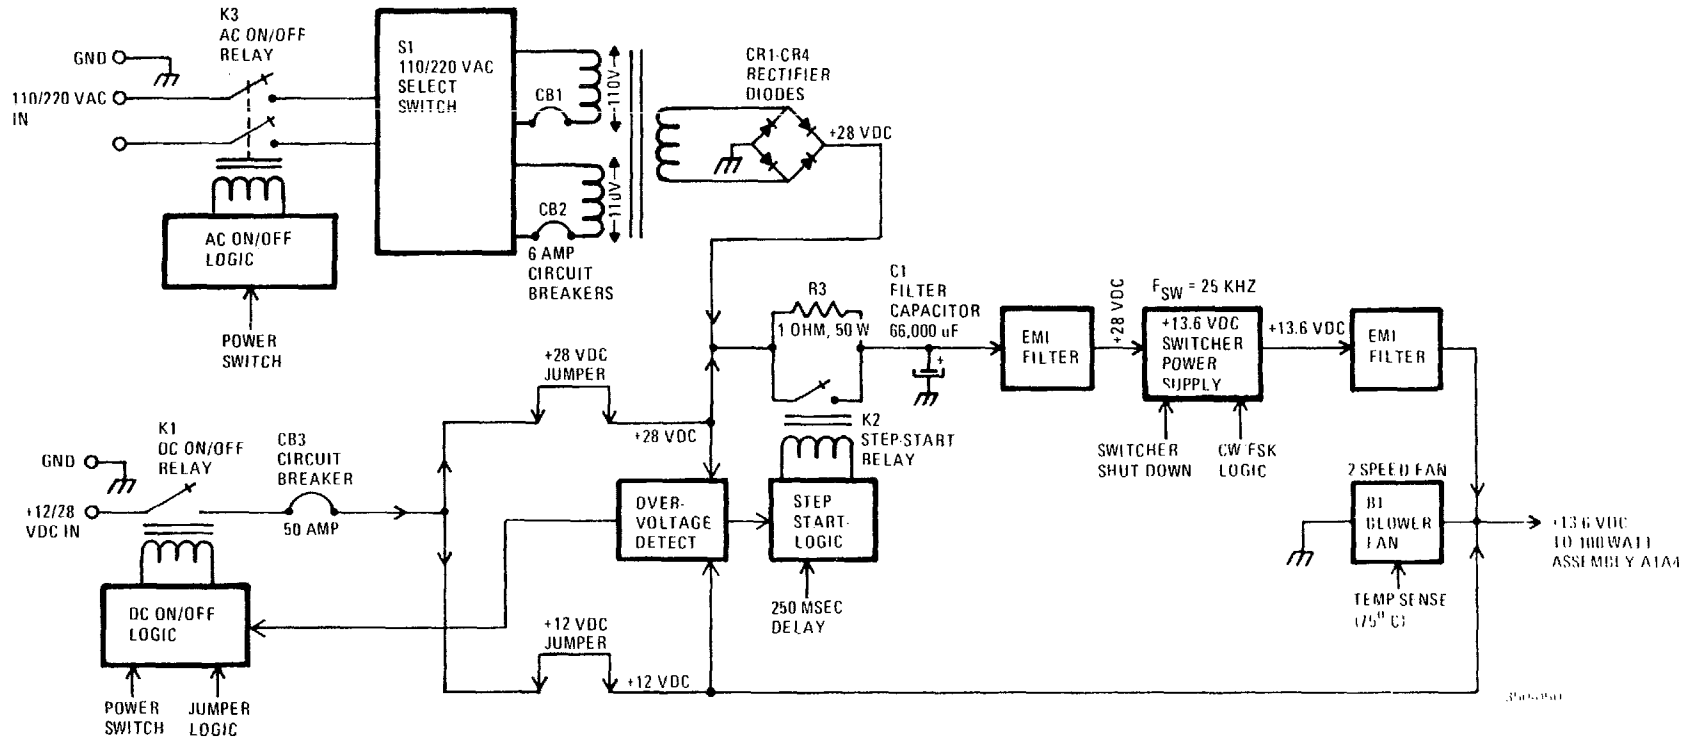 K3
AC ON/OFF
RELAY
GND
110/220 VAC
IN
S1
110/220 VAC
SELECT
SWITCH
CB1
110V
CB2
110V
6 AMP
CIRCUIT
BREAKERS
CR1-CR4
RECTIFIER
DIODES
+28 VDC
AC ON/OFF
LOGIC
POWER
SWITCH
R3
1 OHM, 50 W
C1
FILTER
CAPACITOR
66,000 uF
+
EMI
FILTER
+28 VDC
FSW = 25 KHZ
+13.6 VDC
SWITCHER
POWER
SUPPLY
+13.6 VDC
EMI
FILTER
SWITCHER
SHUT DOWN
CW FSK
LOGIC
+28 VDC
JUMPER
+28 VDC
K2
STEP-START
RELAY
K1
DC ON/OFF
RELAY
CB3
CIRCUIT
BREAKER
GND
+12/28
VDC IN
50 AMP
OVER-
VOLTAGE
DETECT
STEP
START-
LOGIC
250 MSEC
DELAY
2 SPEED FAN
B1
BLOWER
FAN
TEMP SENSE
(75° C)
+13.6 VDC
TO 100 WATT
ASSEMBLY A1A4
DC ON/OFF
LOGIC
POWER
SWITCH
JUMPER
LOGIC
+12 VDC
JUMPER
+12 VDC